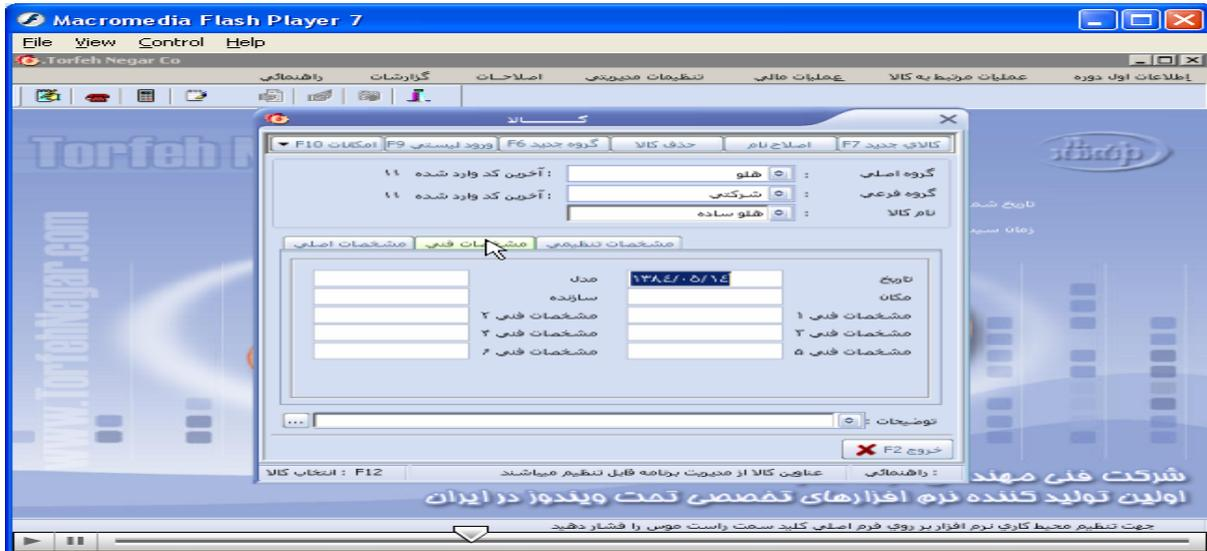 Macromedia Flash Player 7
File View Control Help
.Torfeh Negar Co
اطلاعات اول دوره عملیات مرتبط به کالا عملیات مالی تنظیمات مدیریتی اصلاحات گزارشات راهنمائی
کالا
کالای جدید F7 اصلاح نام حذف کالا گروه جدید F6 ورود لیستی F9 امکانات F10
گروه اصلی : هلو : آخرین کد وارد شده ۱۱
گروه فرعی : شرکتی : آخرین کد وارد شده ۱۱
نام کالا : هلو ساده
مشخصات تنظیمی مشخصات فنی مشخصات اصلی
تاریخ ۱۳۸۴/۰۵/۱۴ مدل
مکان سازنده
مشخصات فنی ۱ مشخصات فنی ۲
مشخصات فنی ۳ مشخصات فنی ۴
مشخصات فنی ۵ مشخصات فنی ۶
توضیحات : ...
خروج F2
راهنمائی : عناوین کالا از مدیریت برنامه قابل تنظیم میباشند F12 : انتخاب کالا
طرفه
تاریخ
زمان
www.TorfehNegar.com
Torfeh N
شرکت فنی مهند
اولین تولید کننده نرم افزارهای تخصصی تحت ویندوز در ایران
جهت تنظیم محیط کاری نرم افزار بر روی فرم اصلی کلید سمت راست موس را فشار دهید